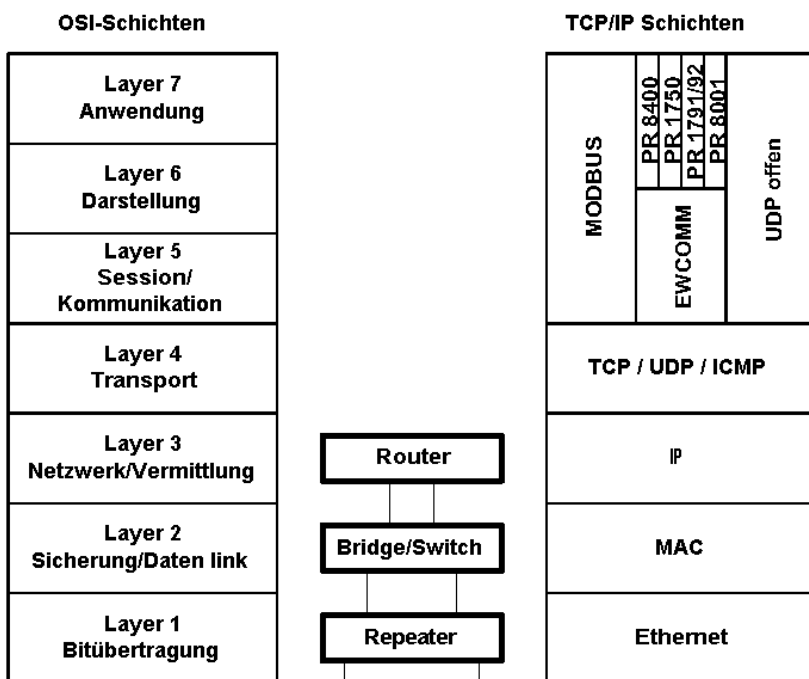 OSI-Schichten
Layer 7
Anwendung
Layer 6
Darstellung
Layer 5
Session/
Kommunikation
Layer 4
Transport
Layer 3
Netzwerk/Vermittlung
Layer 2
Sicherung/Daten link
Layer 1
Bitübertragung
Router
Bridge/Switch
Repeater
TCP/IP Schichten
MODBUS
PR 8400
PR 1750
PR 1791/92
PR 8001
EWCOMM
UDP offen
TCP / UDP / ICMP
IP
MAC
Ethernet